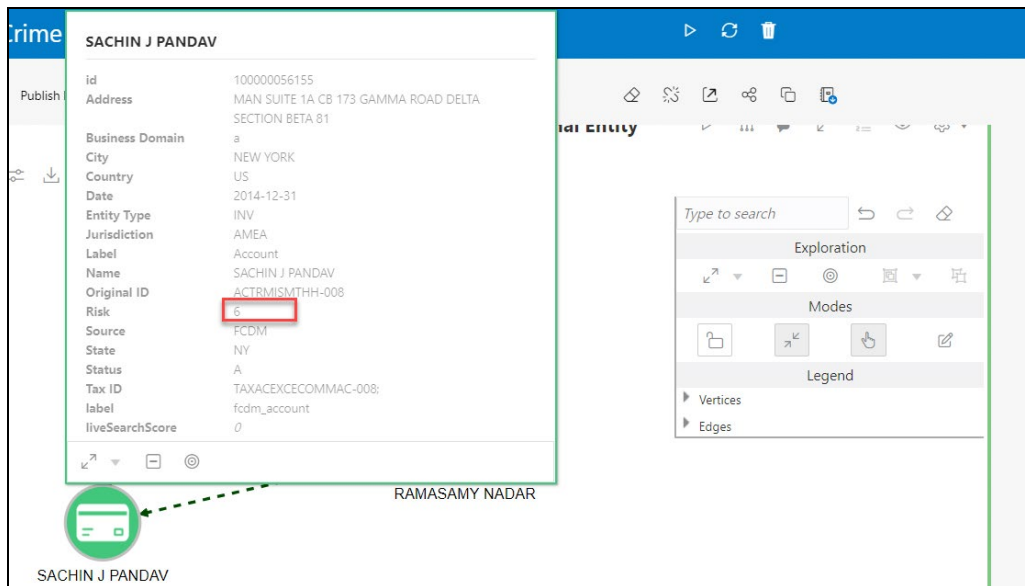 Crime
SACHIN J PANDAV
id 100000056155
Address MAN SUITE 1A CB 173 GAMMA ROAD DELTA
SECTION BETA 81
Business Domain a
City NEW YORK
Country US
Date 2014-12-31
Entity Type INV
Jurisdiction AMEA
Label Account
Name SACHIN J PANDAV
Original ID ACTRMISMTHH-008
Risk 6
Source FCDM
State NY
Status A
Tax ID TAXACEXCECOMMAC-008;
label fcdm_account
liveSearchScore 0
Publish
nal Entity
Type to search
Exploration
Modes
Legend
Vertices
Edges
RAMASAMY NADAR
SACHIN J PANDAV